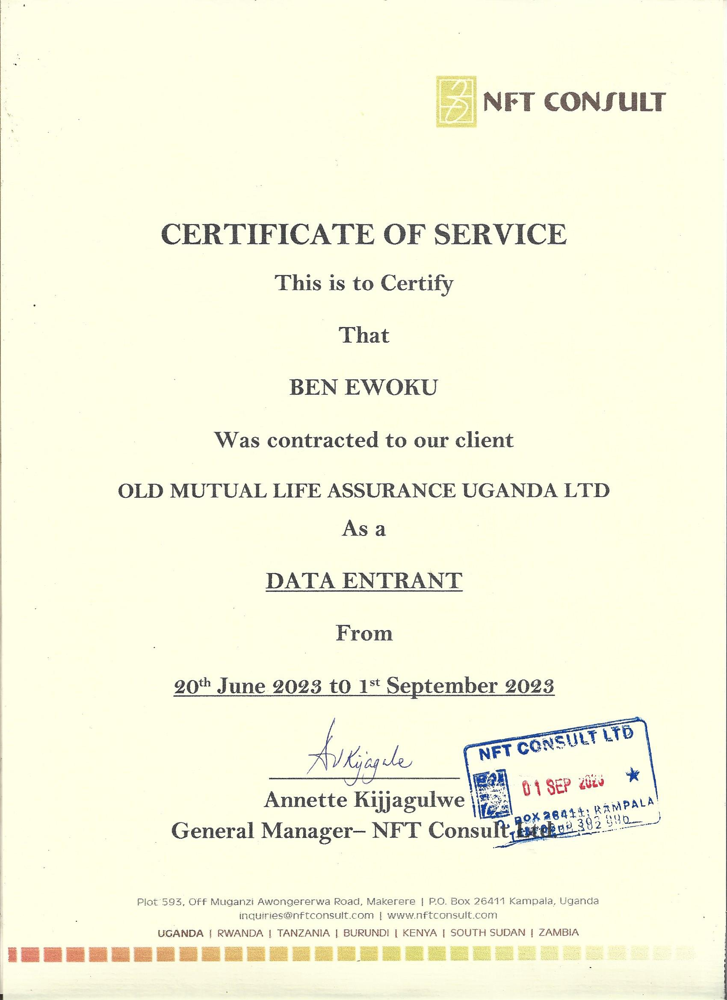 NFT CONSULT
CERTIFICATE OF SERVICE
This is to Certify
That
BEN EWOKU
Was contracted to our client
OLD MUTUAL LIFE ASSURANCE UGANDA LTD
As a
DATA ENTRANT
From
20th June 2023 t0 1st September 2023
Annette Kijjagulwe
General Manager– NFT Consult Ltd.
NFT CONSULT LTD
01 SEP
BOX 26411, KAMPALA
Plot 593, Off Muganzi Awongererwa Road, Makerere | P.O. Box 26411 Kampala, Uganda
inquiries@nftconsult.com | www.nftconsult.com
UGANDA | RWANDA | TANZANIA | BURUNDI | KENYA | SOUTH SUDAN | ZAMBIA